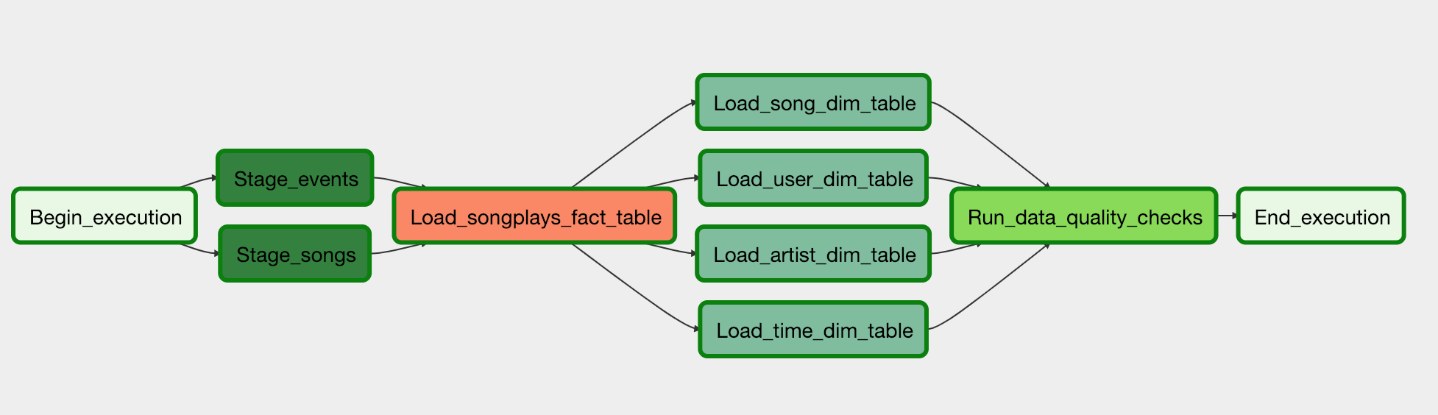 Begin_execution
Stage_events
Stage_songs
Load_songplays_fact_table
Load_song_dim_table
Load_user_dim_table
Load_artist_dim_table
Load_time_dim_table
Run_data_quality_checks
End_execution